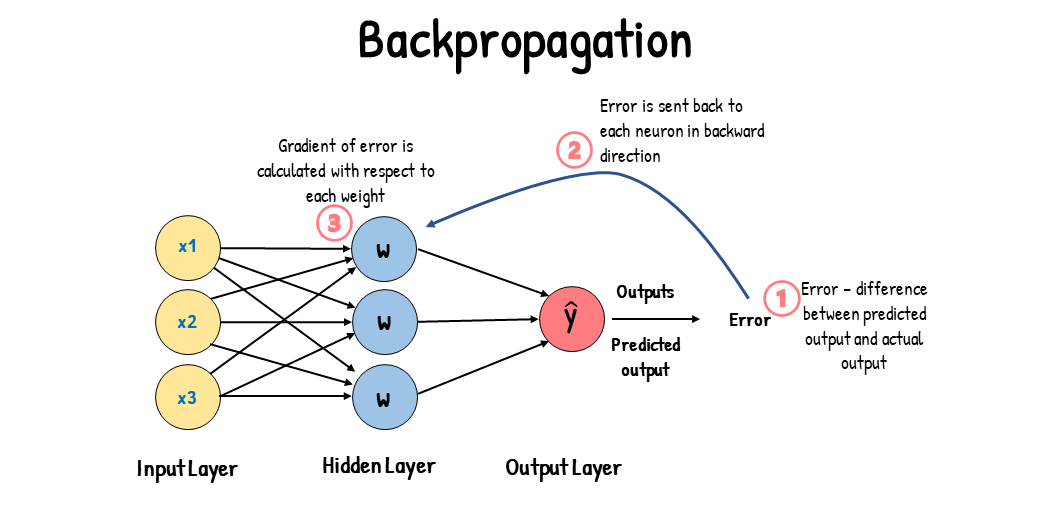 Backpropagation
Error is sent back to
each neuron in backward
direction
2
Gradient of error is
calculated with respect to
each weight
3
x1
x2
x3
w
w
w
ŷ
Outputs
Predicted
output
Error
1
Error - difference
between predicted
output and actual
output
Input Layer
Hidden Layer
Output Layer